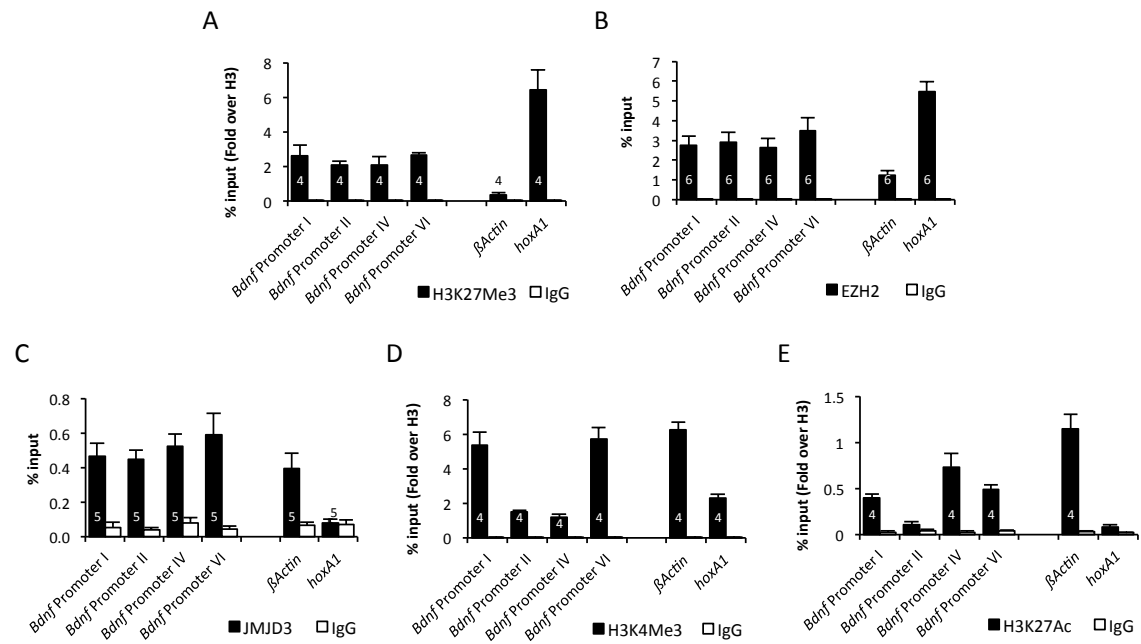 A
% input (Fold over H3)
8
6
4
2
0
4
4
4
4
4
4
Bdnf Promoter I
Bdnf Promoter II
Bdnf Promoter IV
Bdnf Promoter VI
βActin
hoxA1
H3K27Me3 IgG
B
% input
7
6
5
4
3
2
1
0
6
6
6
6
6
6
Bdnf Promoter I
Bdnf Promoter II
Bdnf Promoter IV
Bdnf Promoter VI
βActin
hoxA1
EZH2 IgG
C
% input
0.8
0.6
0.4
0.2
0.0
5
5
5
5
5
5
Bdnf Promoter I
Bdnf Promoter II
Bdnf Promoter IV
Bdnf Promoter VI
βActin
hoxA1
JMJD3 IgG
D
% input (Fold over H3)
8
6
4
2
0
4
4
4
4
4
4
Bdnf Promoter I
Bdnf Promoter II
Bdnf Promoter IV
Bdnf Promoter VI
βActin
hoxA1
H3K4Me3 IgG
E
% input (Fold over H3)
1.5
1
0.5
0
4
4
4
4
4
4
Bdnf Promoter I
Bdnf Promoter II
Bdnf Promoter IV
Bdnf Promoter VI
βActin
hoxA1
H3K27Ac IgG